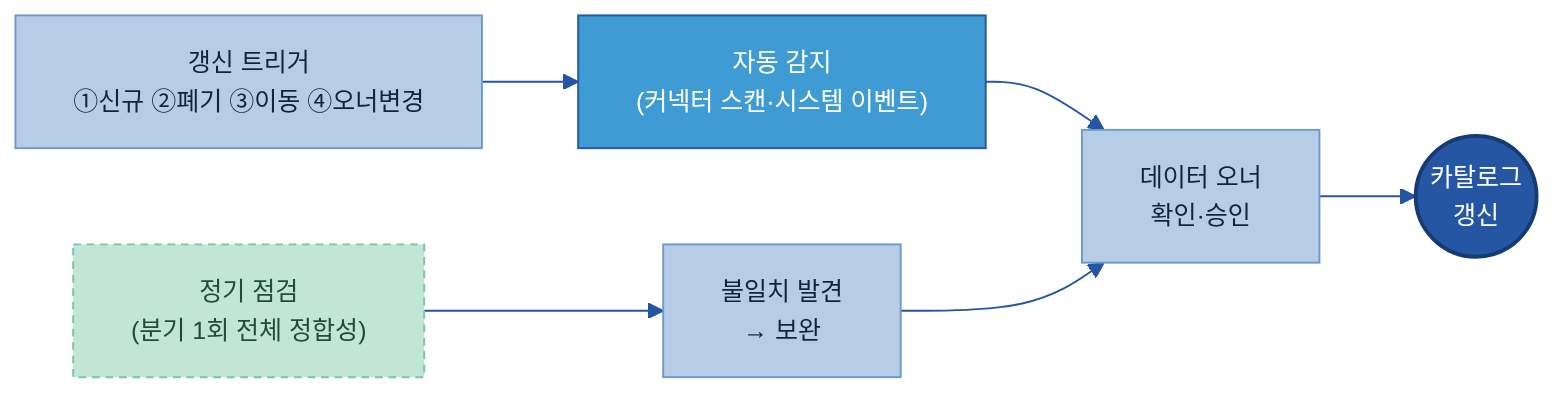 갱신 트리거
①신규 ②폐기 ③이동 ④오너변경
자동 감지
(커넥터 스캔·시스템 이벤트)
데이터 오너
확인·승인
카탈로그
갱신
정기 점검
(분기 1회 전체 정합성)
불일치 발견
→ 보완